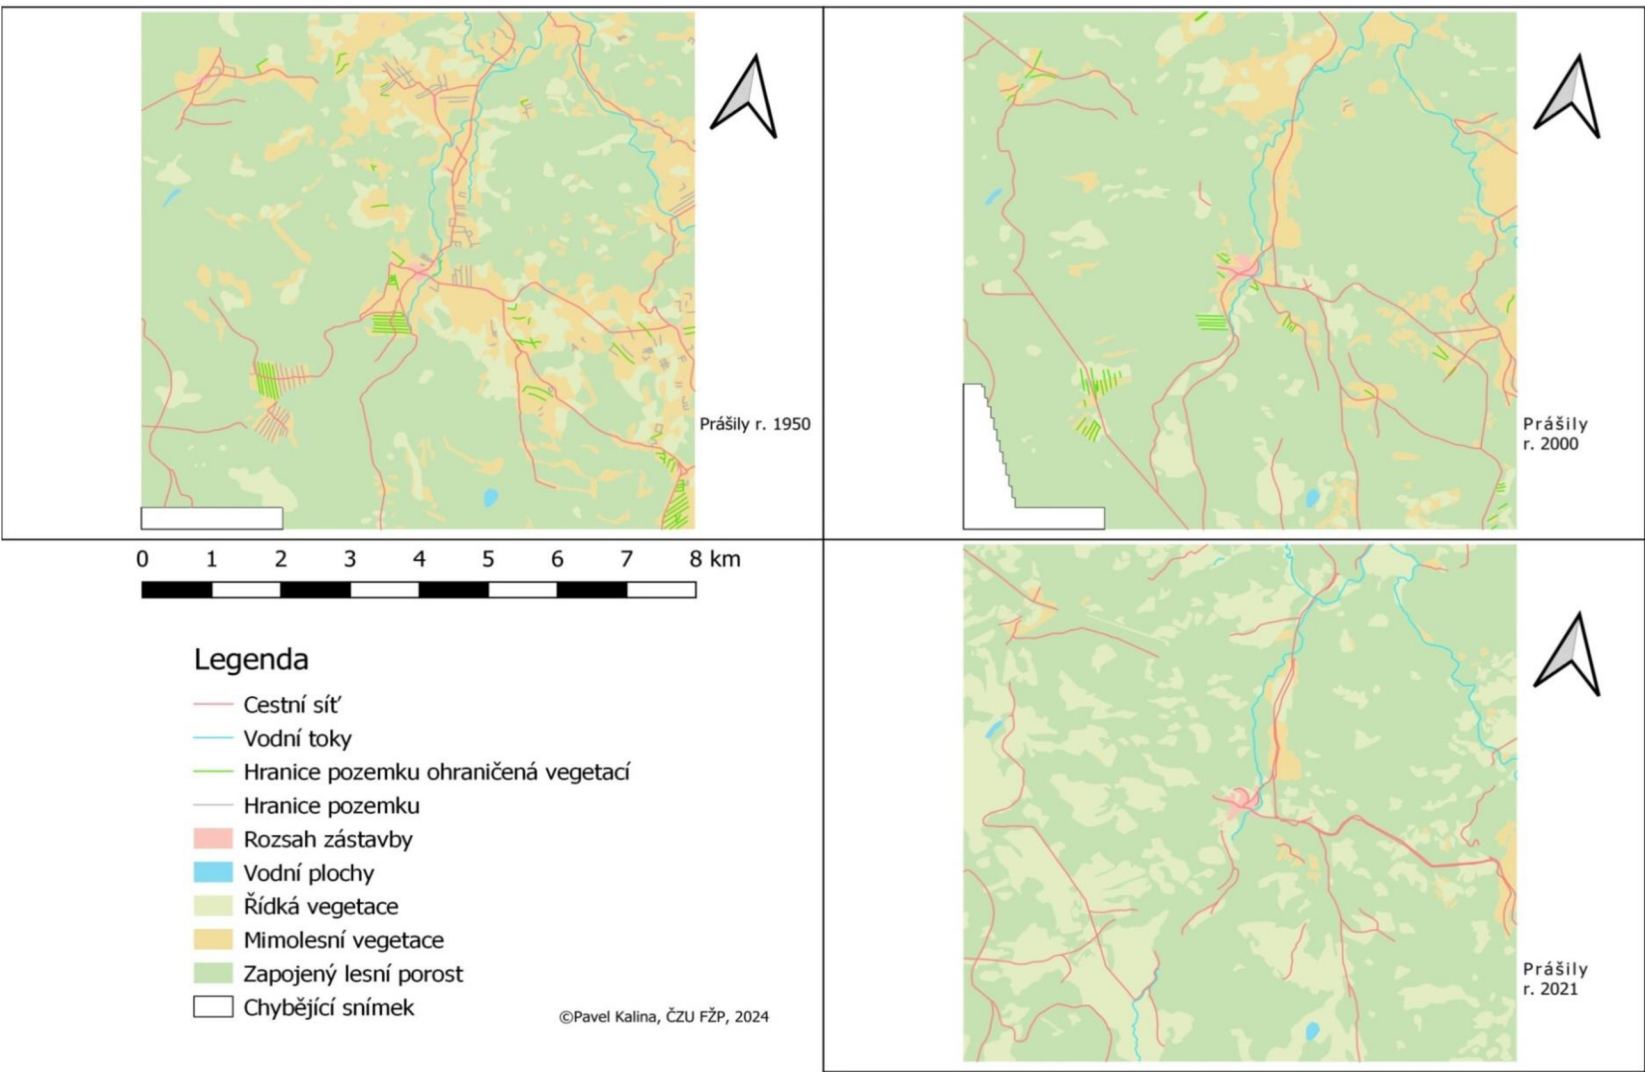 Prášily r. 1950
Prášily
r. 2000
0 1 2 3 4 5 6 7 8 km
Legenda
Cestní síť
Vodní toky
Hranice pozemku ohraničená vegetací
Hranice pozemku
Rozsah zástavby
Vodní plochy
Řídká vegetace
Mimolesní vegetace
Zapojený lesní porost
Chybějící snímek
©Pavel Kalina, ČZU FŽP, 2024
Prášily
r. 2021